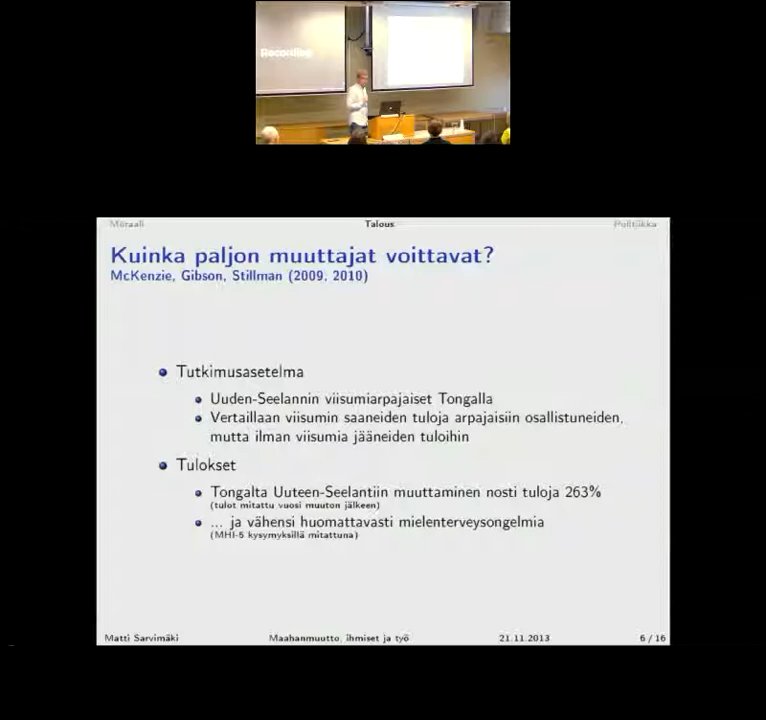 Recording
Moraali Talous Politiikka
Kuinka paljon muuttajat voittavat?
McKenzie, Gibson, Stillman (2009, 2010)
Tutkimusasetelma
Uuden-Seelannin viisumiarpajaiset Tongalla
Vertaillaan viisumin saaneiden tuloja arpajaisiin osallistuneiden,
mutta ilman viisumia jääneiden tuloihin
Tulokset
Tongalta Uuteen-Seelantiin muuttaminen nosti tuloja 263%
(tulot mitattu vuosi muuton jälkeen)
... ja vähensi huomattavasti mielenterveysongelmia
(MHI-5 kysymyksillä mitattuna)
Matti Sarvimäki Maahanmuutto, ihmiset ja työ 21.11.2013 6 / 16